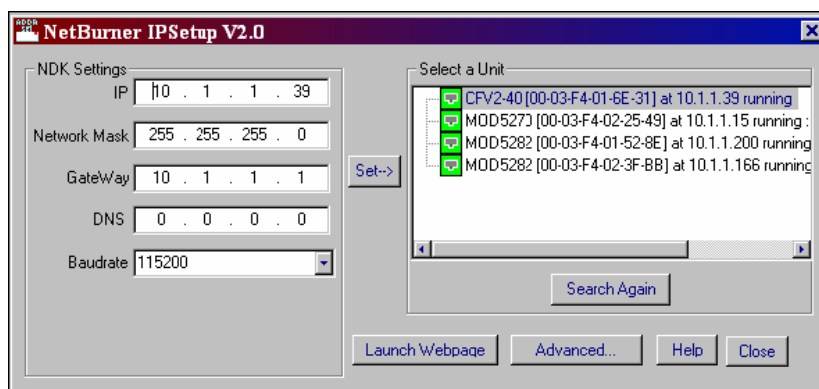 NetBurner IPSetup V2.0
NDK Settings
IP 10 . 1 . 1 . 39
Network Mask 255 . 255 . 255 . 0
GateWay 10 . 1 . 1 . 1
DNS 0 . 0 . 0 . 0
Baudrate 115200
Set-->
Select a Unit
CFV2-40 [00-03-F4-01-6E-31] at 10.1.1.39 running
MOD5270 [00-03-F4-02-25-49] at 10.1.1.15 running :
MOD5282 [00-03-F4-01-52-8E] at 10.1.1.200 running
MOD5282 [00-03-F4-02-3F-BB] at 10.1.1.166 running
Search Again
Launch Webpage Advanced... Help Close